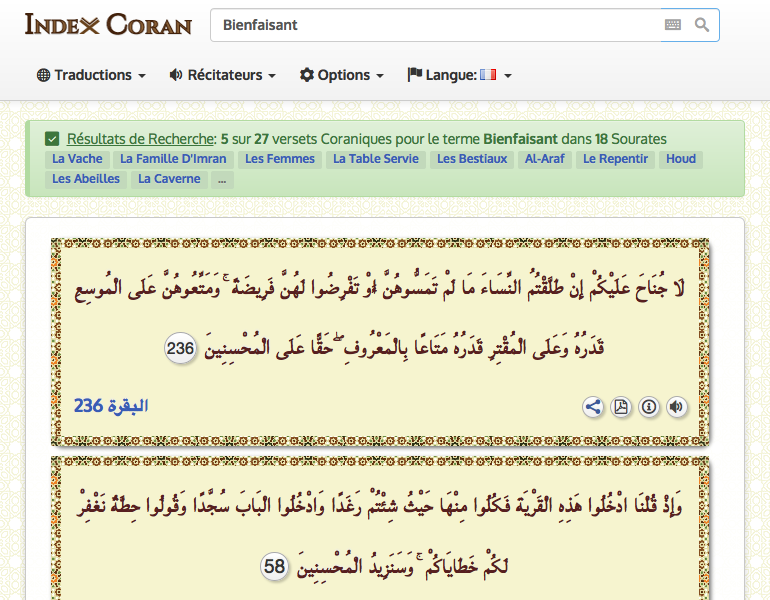 INDEX CORAN
Bienfaisant
Traductions
Récitateurs
Options
Langue:
Résultats de Recherche: 5 sur 27 versets Coraniques pour le terme Bienfaisant dans 18 Sourates
La Vache La Famille D'Imran Les Femmes La Table Servie Les Bestiaux Al-Araf Le Repentir Houd
Les Abeilles La Caverne ...
لَا جُنَاحَ عَلَيْكُمْ إِنْ طَلَّقْتُمُ النِّسَاءَ مَا لَمْ تَمَسُّوهُنَّ أَوْ تَفْرِضُوا لَهُنَّ فَرِيضَةً ۚ وَمَتِّعُوهُنَّ عَلَى الْمُوسِعِ
قَدَرُهُ وَعَلَى الْمُقْتِرِ قَدَرُهُ مَتَاعًا بِالْمَعْرُوفِ ۖ حَقًّا عَلَى الْمُحْسِنِينَ 236
البقرة 236
وَإِذْ قُلْنَا ادْخُلُوا هَذِهِ الْقَرْيَةَ فَكُلُوا مِنْهَا حَيْثُ شِئْتُمْ رَغَدًا وَادْخُلُوا الْبَابَ سُجَّدًا وَقُولُوا حِطَّةٌ نَغْفِرْ
لَكُمْ خَطَايَاكُمْ ۚ وَسَنَزِيدُ الْمُحْسِنِينَ 58